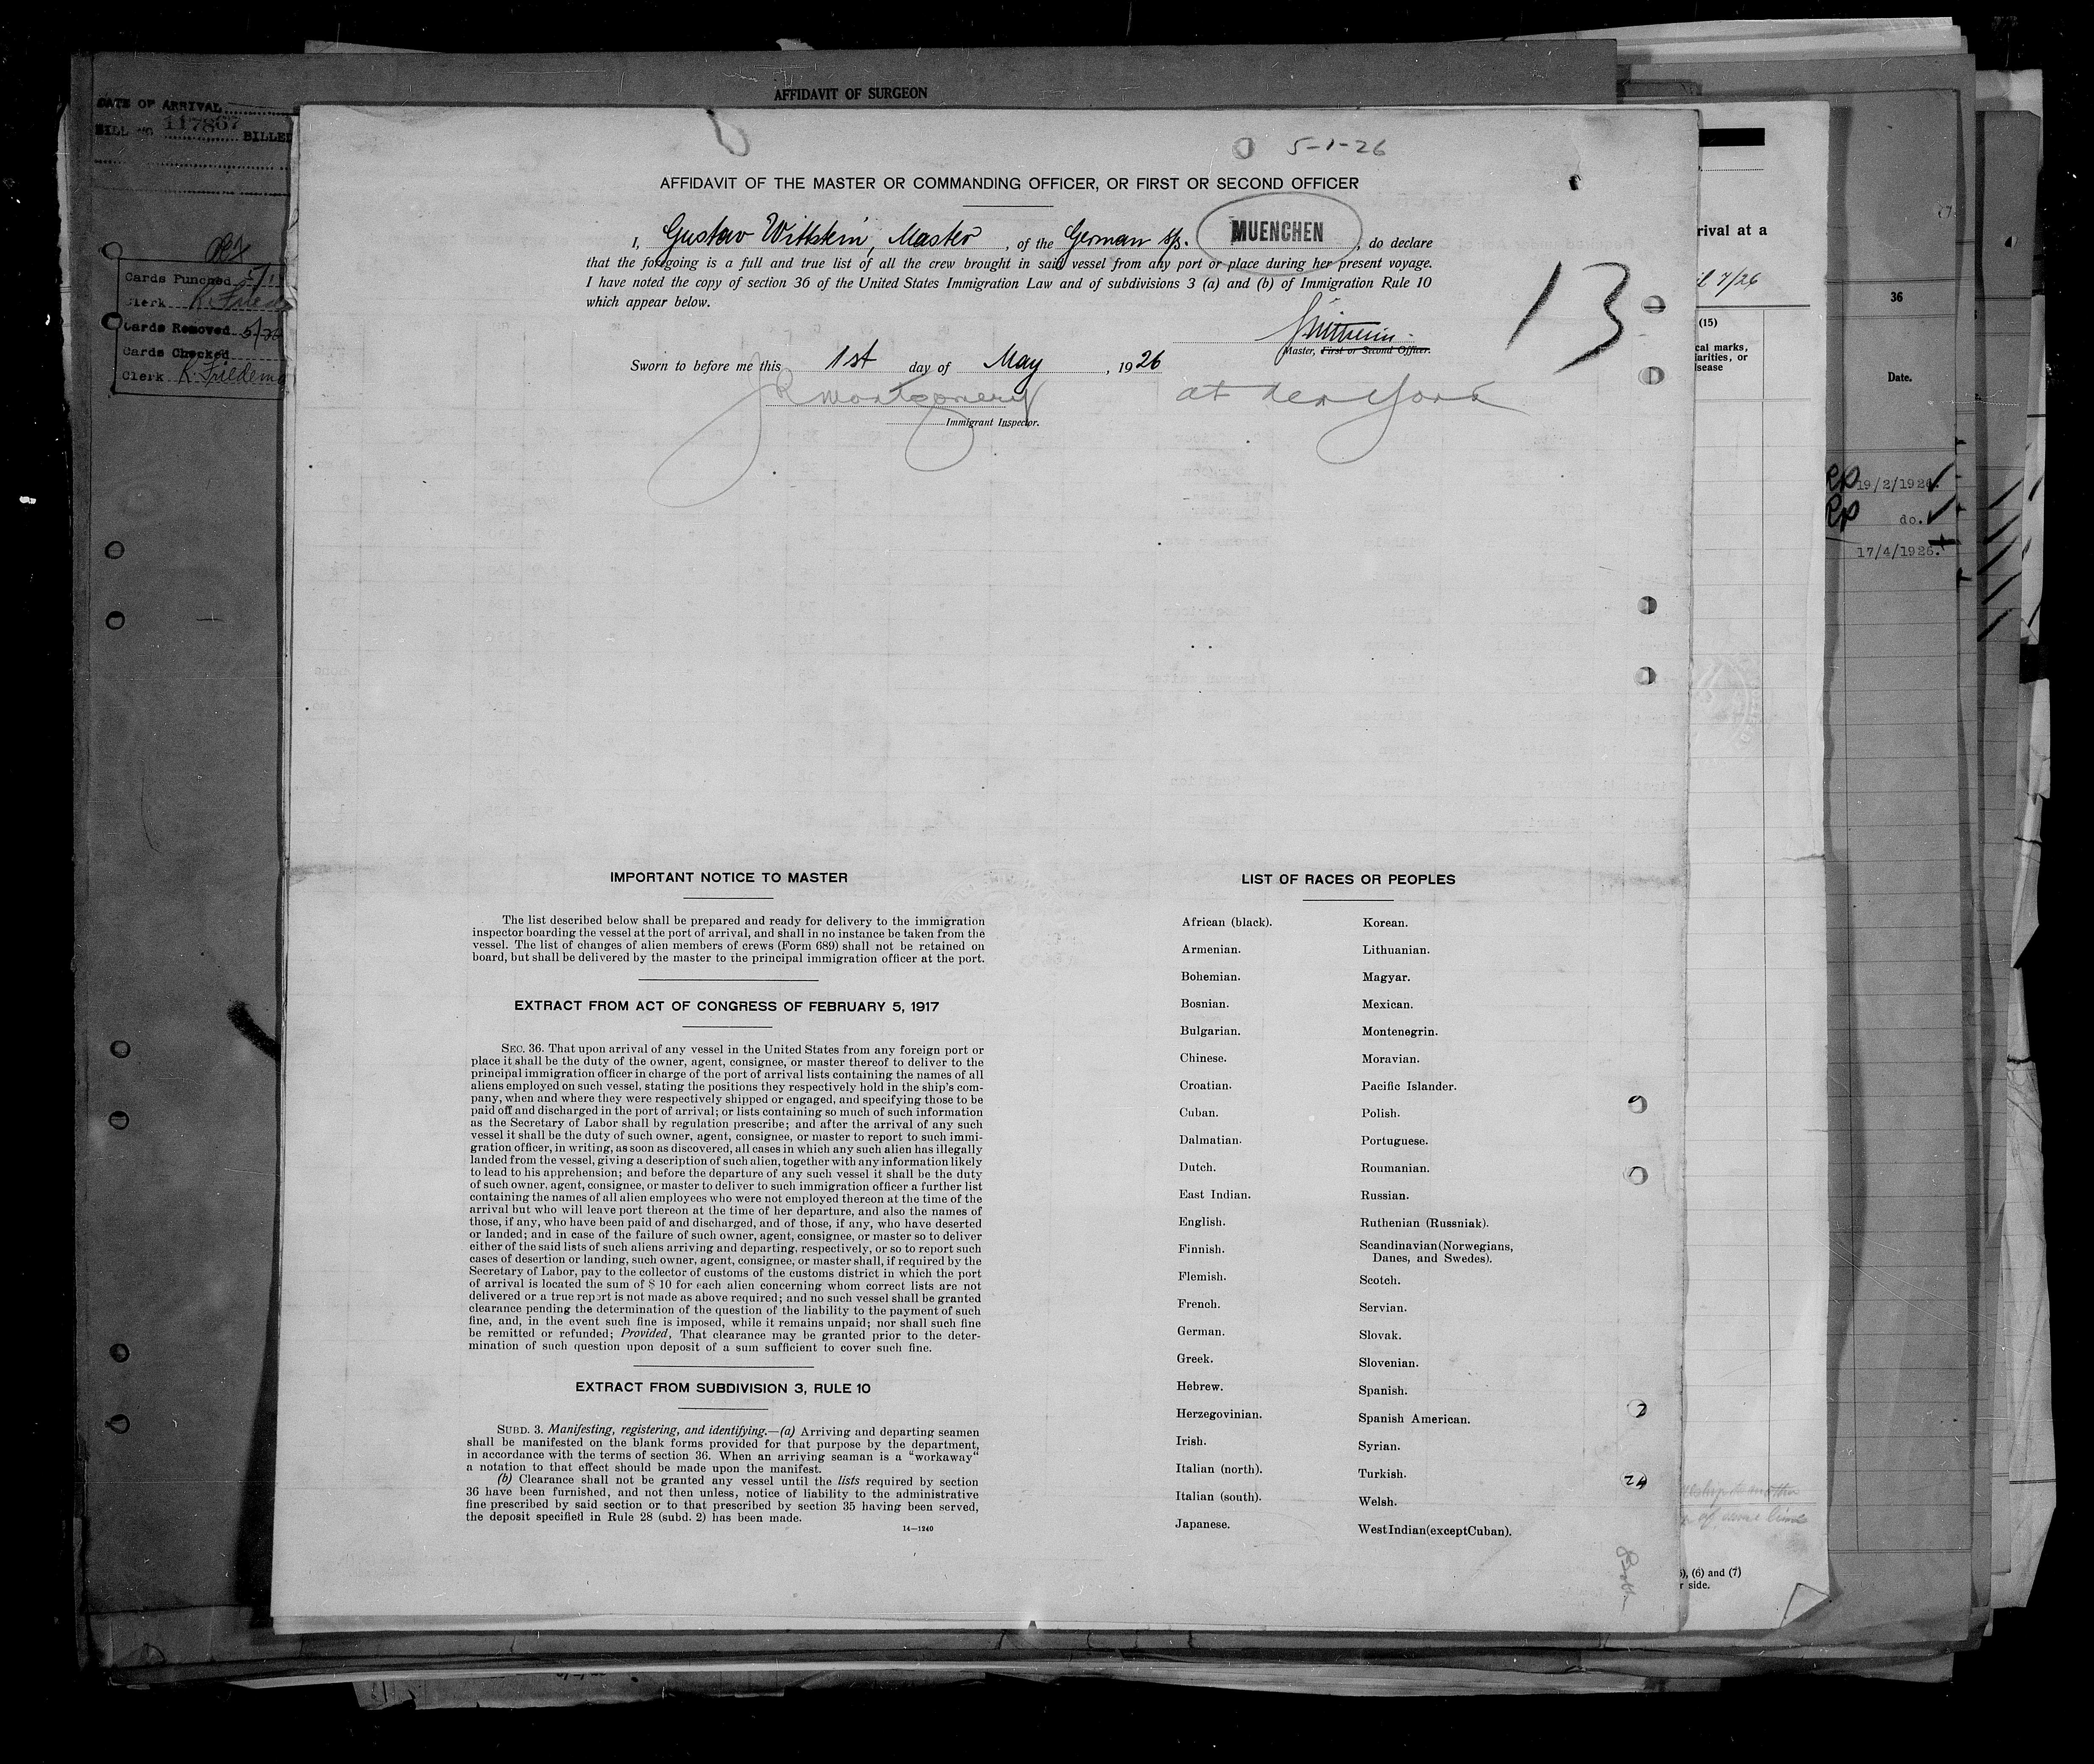 AFFIDAVIT OF SURGEON
DATE OF ARRIVAL
BILL NO 117867 BILLED
Cards Punched 5/1
Clerk
Cards Removed 5/26
Cards Checked
Clerk K. Friedema
5-1-26
AFFIDAVIT OF THE MASTER OR COMMANDING OFFICER, OR FIRST OR SECOND OFFICER
I, Gustav Wittstein, Master, of the German s/s. MUENCHEN, do declare
that the foregoing is a full and true list of all the crew brought in said vessel from any port or place during her present voyage.
I have noted the copy of section 36 of the United States Immigration Law and of subdivisions 3 (a) and (b) of Immigration Rule 10
which appear below.
13
Master, First or Second Officer.
Sworn to before me this 1st day of May, 1926
JRMontgomery at New York
Immigrant Inspector.
IMPORTANT NOTICE TO MASTER
The list described below shall be prepared and ready for delivery to the immigration
inspector boarding the vessel at the port of arrival, and shall in no instance be taken from the
vessel. The list of changes of alien members of crews (Form 689) shall not be retained on
board, but shall be delivered by the master to the principal immigration officer at the port.
EXTRACT FROM ACT OF CONGRESS OF FEBRUARY 5, 1917
SEC. 36. That upon arrival of any vessel in the United States from any foreign port or
place it shall be the duty of the owner, agent, consignee, or master thereof to deliver to the
principal immigration officer in charge of the port of arrival lists containing the names of all
aliens employed on such vessel, stating the positions they respectively hold in the ship's com-
pany, when and where they were respectively shipped or engaged, and specifying those to be
paid off and discharged in the port of arrival; or lists containing so much of such information
as the Secretary of Labor shall by regulation prescribe; and after the arrival of any such
vessel it shall be the duty of such owner, agent, consignee, or master to report to such immi-
gration officer, in writing, as soon as discovered, all cases in which any such alien has illegally
landed from the vessel, giving a description of such alien, together with any information likely
to lead to his apprehension; and before the departure of any such vessel it shall be the duty
of such owner, agent, consignee, or master to deliver to such immigration officer a further list
containing the names of all alien employees who were not employed thereon at the time of the
arrival but who will leave port thereon at the time of her departure, and also the names of
those, if any, who have been paid of and discharged, and of those, if any, who have deserted
or landed; and in case of the failure of such owner, agent, consignee, or master so to deliver
either of the said lists of such aliens arriving and departing, respectively, or so to report such
cases of desertion or landing, such owner, agent, consignee, or master shall, if required by the
Secretary of Labor, pay to the collector of customs of the customs district in which the port
of arrival is located the sum of $ 10 for each alien concerning whom correct lists are not
delivered or a true report is not made as above required; and no such vessel shall be granted
clearance pending the determination of the question of the liability to the payment of such
fine, and, in the event such fine is imposed, while it remains unpaid; nor shall such fine
be remitted or refunded; Provided, That clearance may be granted prior to the deter-
mination of such question upon deposit of a sum sufficient to cover such fine.
EXTRACT FROM SUBDIVISION 3, RULE 10
SUBD. 3. Manifesting, registering, and identifying.—(a) Arriving and departing seamen
shall be manifested on the blank forms provided for that purpose by the department,
in accordance with the terms of section 36. When an arriving seaman is a "workaway"
a notation to that effect should be made upon the manifest.
(b) Clearance shall not be granted any vessel until the lists required by section
36 have been furnished, and not then unless, notice of liability to the administrative
fine prescribed by said section or to that prescribed by section 35 having been served,
the deposit specified in Rule 28 (subd. 2) has been made.
14—1240
LIST OF RACES OR PEOPLES
African (black).
Armenian.
Bohemian.
Bosnian.
Bulgarian.
Chinese.
Croatian.
Cuban.
Dalmatian.
Dutch.
East Indian.
English.
Finnish.
Flemish.
French.
German.
Greek.
Hebrew.
Herzegovinian.
Irish.
Italian (north).
Italian (south).
Japanese.
Korean.
Lithuanian.
Magyar.
Mexican.
Montenegrin.
Moravian.
Pacific Islander.
Polish.
Portuguese.
Roumanian.
Russian.
Ruthenian (Russniak).
Scandinavian(Norwegians,
Danes, and Swedes).
Scotch.
Servian.
Slovak.
Slovenian.
Spanish.
Spanish American.
Syrian.
Turkish.
Welsh.
WestIndian(exceptCuban).
rival at a
7/26
(15)
cal marks,
larities, or
isease
(6) and (7)
r side.
36
Date.
19/2/1926.
do.
17/4/1926.